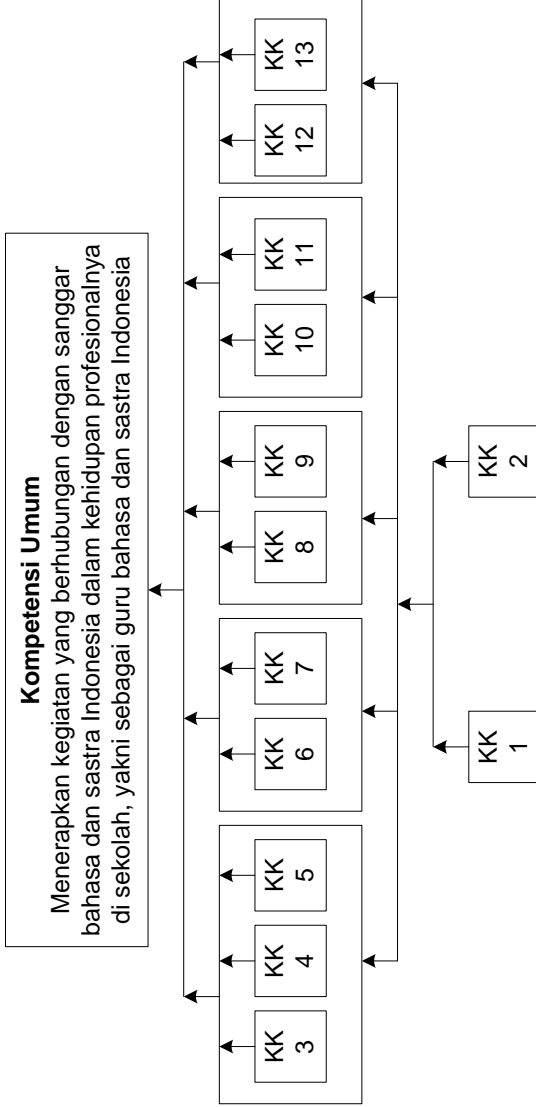 Kompetensi Umum
Menerapkan kegiatan yang berhubungan dengan sanggar
bahasa dan sastra Indonesia dalam kehidupan profesionalnya
di sekolah, yakni sebagai guru bahasa dan sastra Indonesia
KK
3
KK
4
KK
5
KK
6
KK
7
KK
8
KK
9
KK
10
KK
11
KK
12
KK
13
KK
1
KK
2